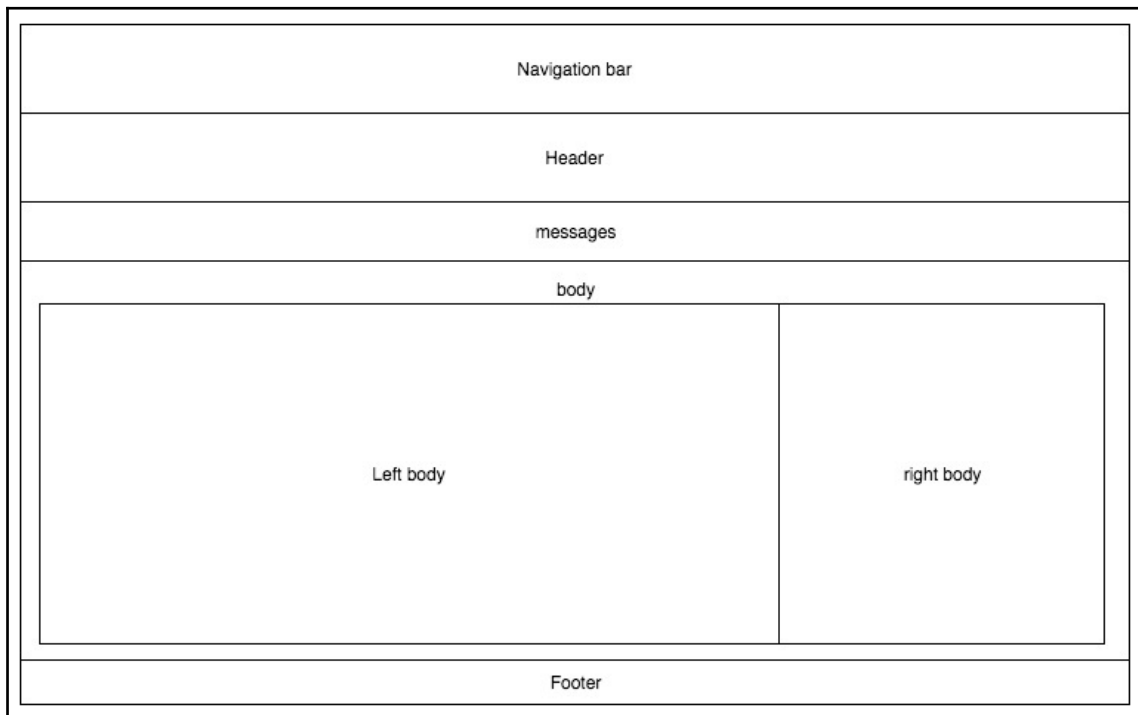 Navigation bar
Header
messages
body
Left body
right body
Footer